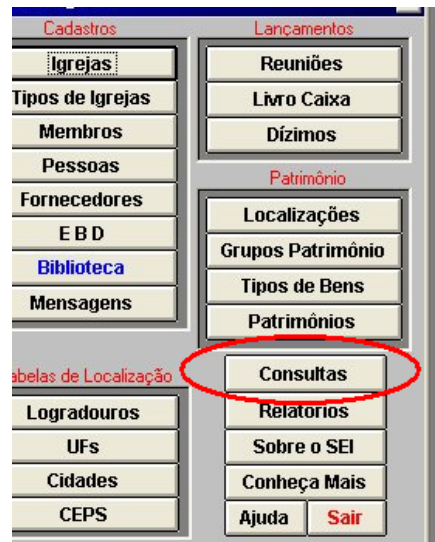 Cadastros
Igrejas
Tipos de Igrejas
Membros
Pessoas
Fornecedores
E B D
Biblioteca
Mensagens
abelas de Localização
Logradouros
UFs
Cidades
CEPS
Lançamentos
Reuniões
Livro Caixa
Dízimos
Patrimônio
Localizações
Grupos Patrimônio
Tipos de Bens
Patrimônios
Consultas
Relatorios
Sobre o SEI
Conheça Mais
Ajuda Sair